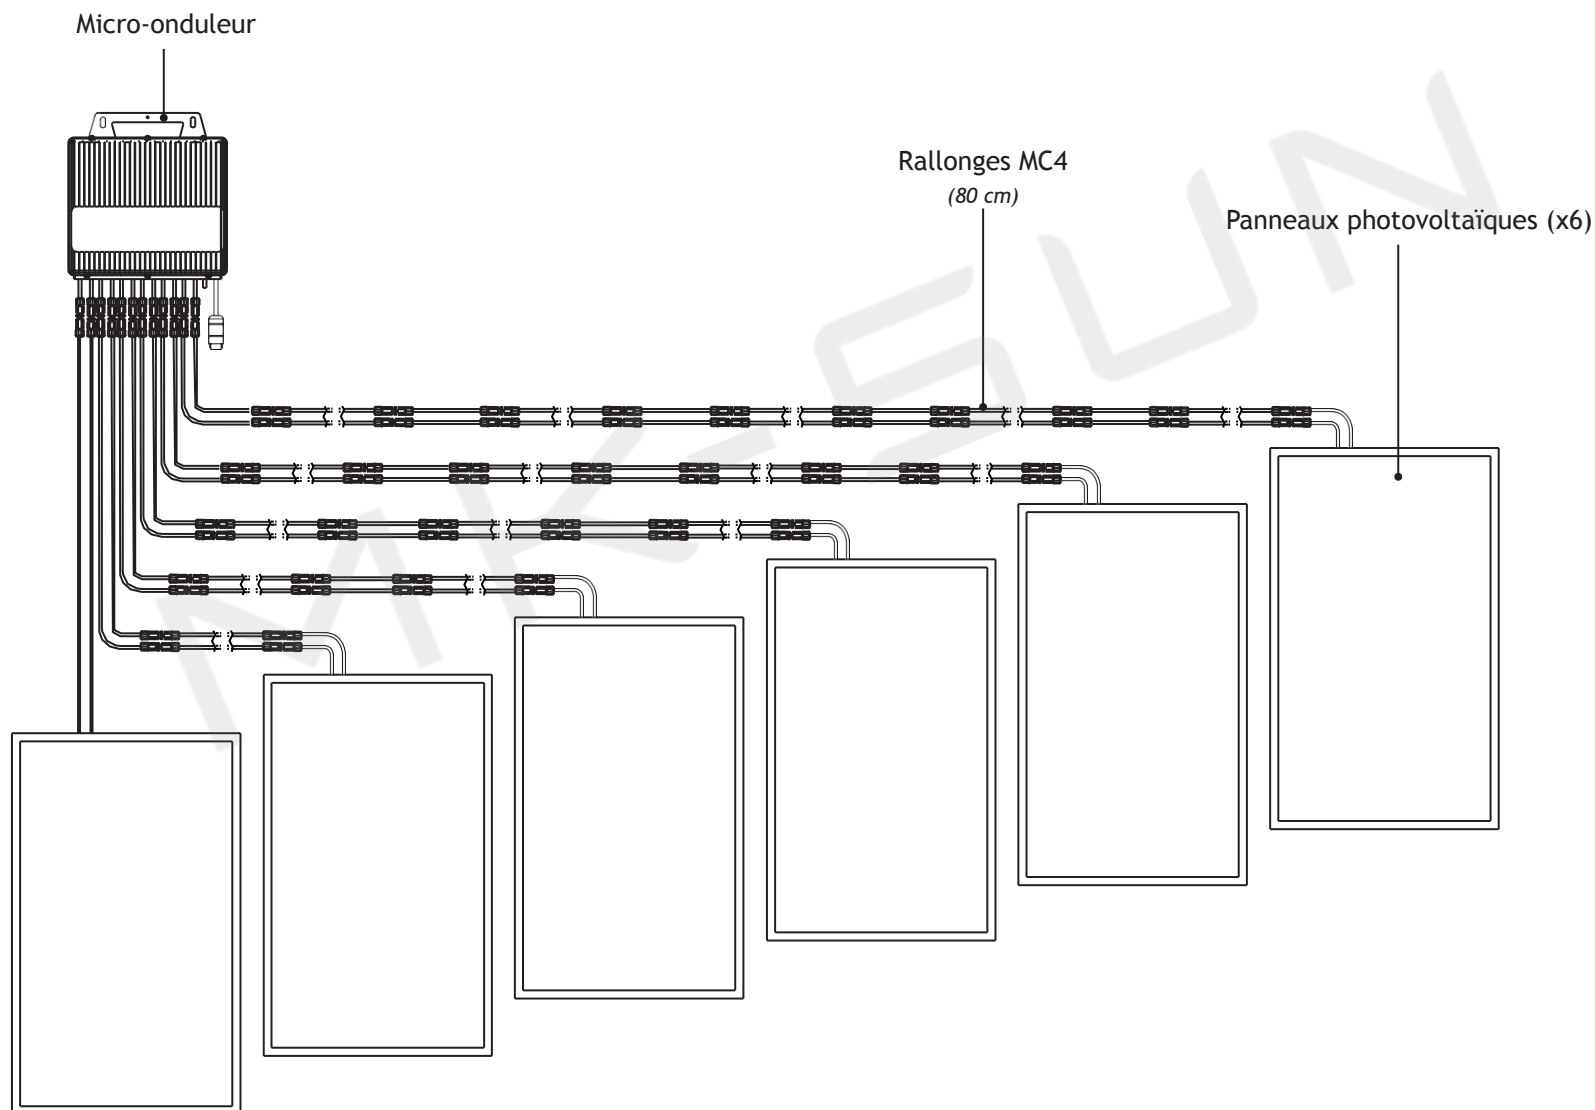 Micro-onduleur
Rallonges MC4
(80 cm)
Panneaux photovoltaïques (x6)
MK-SUN